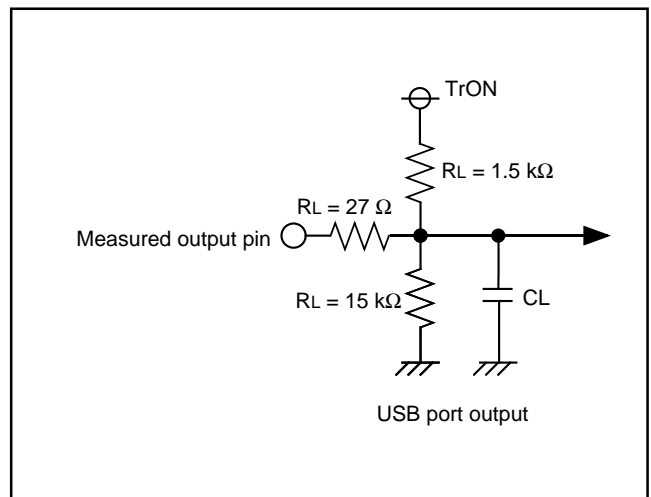 TrON
RL = 1.5 kΩ
RL = 27 Ω
Measured output pin
RL = 15 kΩ
CL
USB port output